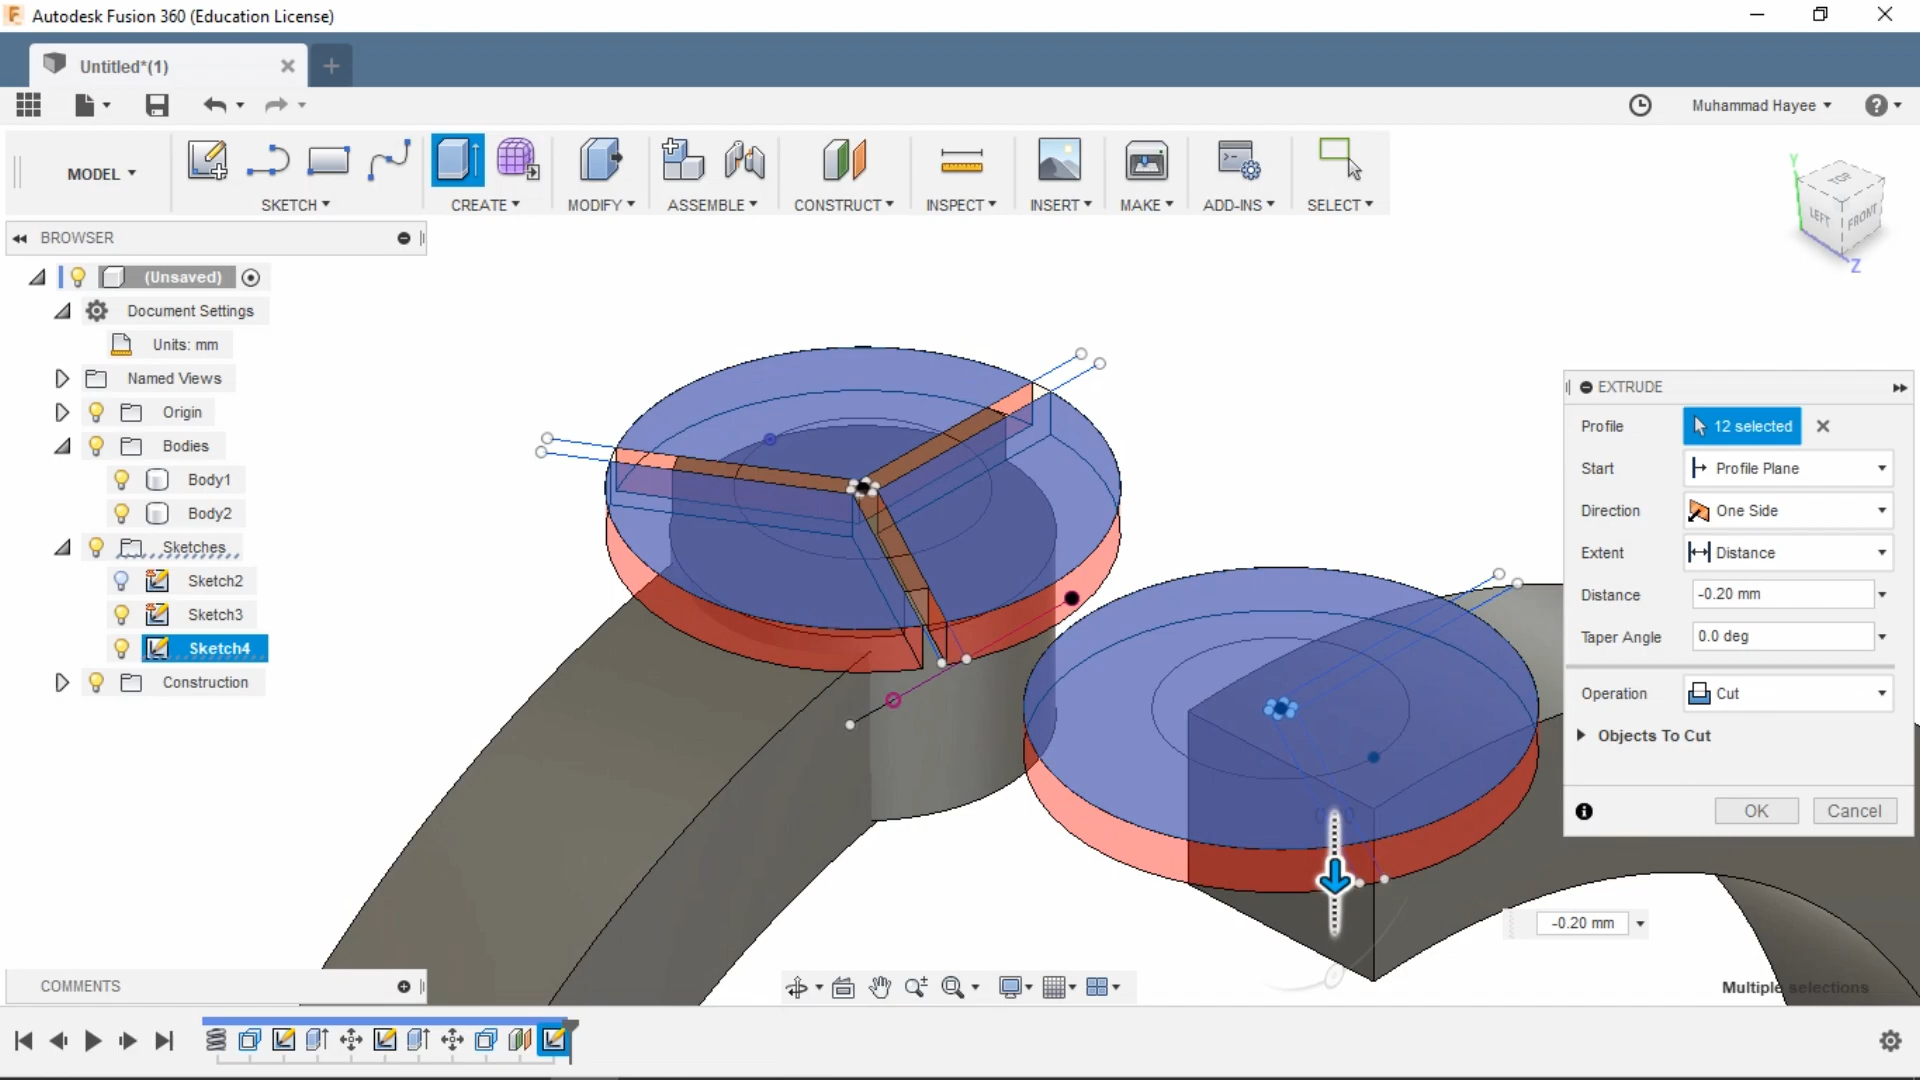 Autodesk Fusion 360 (Education License)
Untitled*(1)
Muhammad Hayee
MODEL
SKETCH
CREATE
MODIFY
ASSEMBLE
CONSTRUCT
INSPECT
INSERT
MAKE
ADD-INS
SELECT
Y
TOP
LEFT
FRONT
Z
BROWSER
(Unsaved)
Document Settings
Units: mm
Named Views
Origin
Bodies
Body1
Body2
Sketches
Sketch2
Sketch3
Sketch4
Construction
EXTRUDE
Profile
12 selected
Start
Profile Plane
Direction
One Side
Extent
Distance
Distance
-0.20 mm
Taper Angle
0.0 deg
Operation
Cut
Objects To Cut
OK
Cancel
-0.20 mm
Multiple selections
COMMENTS